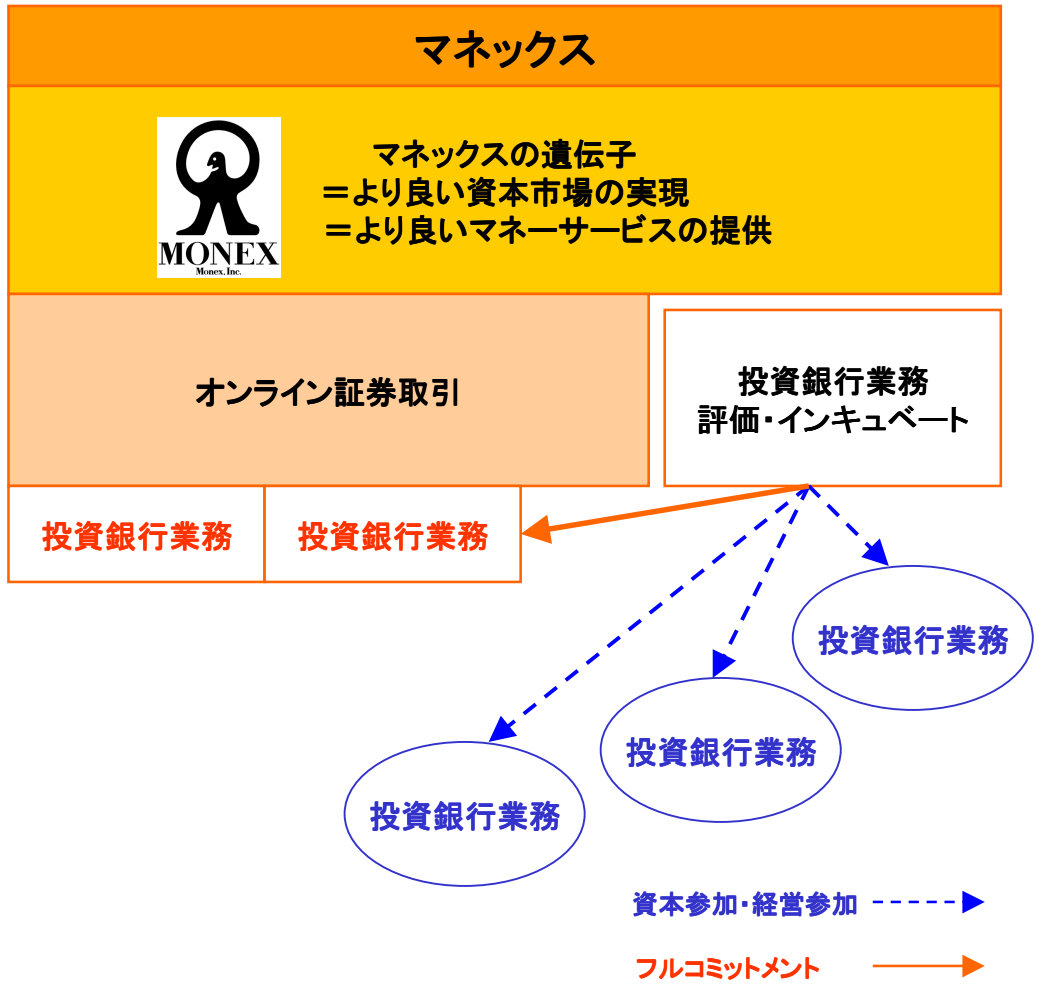 マネックス
マネックスの遺伝子
＝より良い資本市場の実現
＝より良いマネーサービスの提供
MONEX
Monex, Inc.
オンライン証券取引
投資銀行業務
評価・インキュベート
投資銀行業務
投資銀行業務
投資銀行業務
投資銀行業務
投資銀行業務
資本参加・経営参加
フルコミットメント